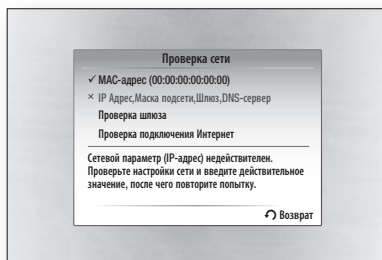 Проверка сети
✓ MAC-адрес (00:00:00:00:00:00)
× IP Адрес,Маска подсети,Шлюз,DNS-сервер
Проверка шлюза
Проверка подключения Интернет
Сетевой параметр (IP-адрес) недействителен.
Проверьте настройки сети и введите действительное
значение, после чего повторите попытку.
Возврат